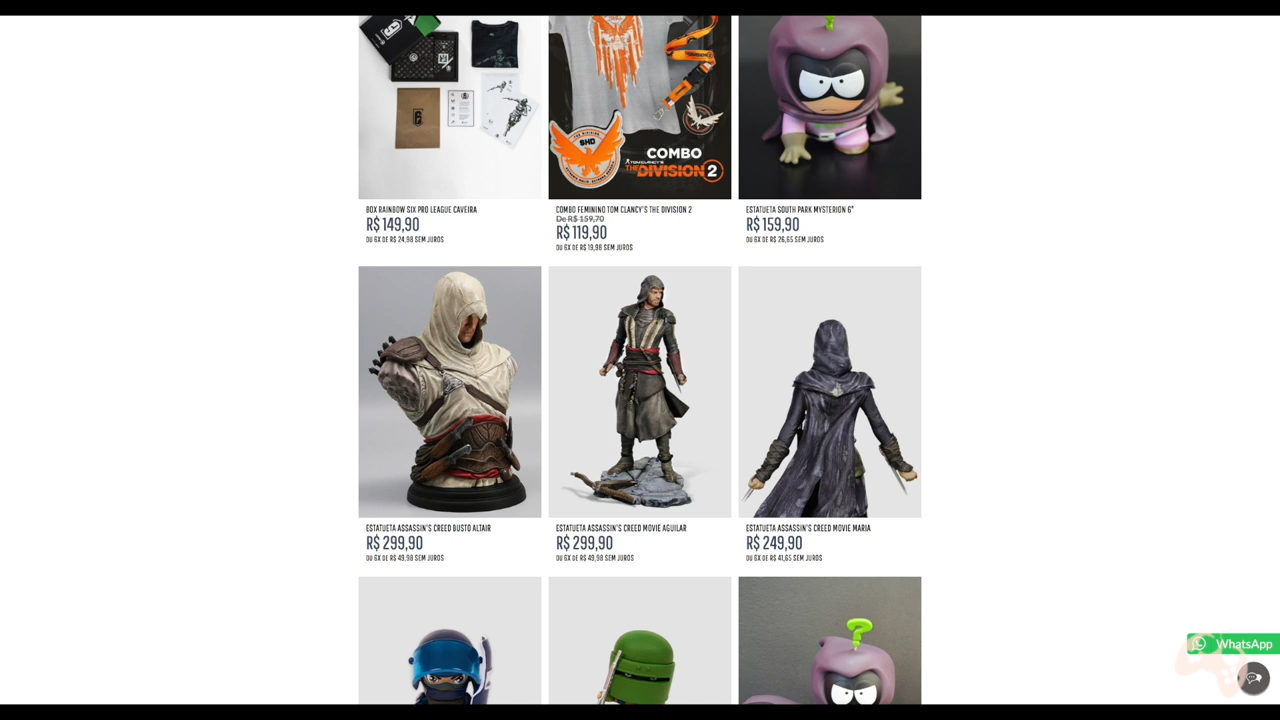 SHD
COMBO
TOM CLANCY'S
THE DIVISION 2
BOX RAINBOW SIX PRO LEAGUE CAVEIRA
R$ 149,90
OU 6X DE R$ 24,98 SEM JUROS
COMBO FEMININO TOM CLANCY'S THE DIVISION 2
De R$ 159,70
R$ 119,90
OU 6X DE R$ 19,98 SEM JUROS
ESTATUETA SOUTH PARK MYSTERION 6"
R$ 159,90
OU 6X DE R$ 26,65 SEM JUROS
ESTATUETA ASSASSIN'S CREED BUSTO ALTAIR
R$ 299,90
OU 6X DE R$ 49,98 SEM JUROS
ESTATUETA ASSASSIN'S CREED MOVIE AGUILAR
R$ 299,90
OU 6X DE R$ 49,98 SEM JUROS
ESTATUETA ASSASSIN'S CREED MOVIE MARIA
R$ 249,90
OU 6X DE R$ 41,65 SEM JUROS
WhatsApp